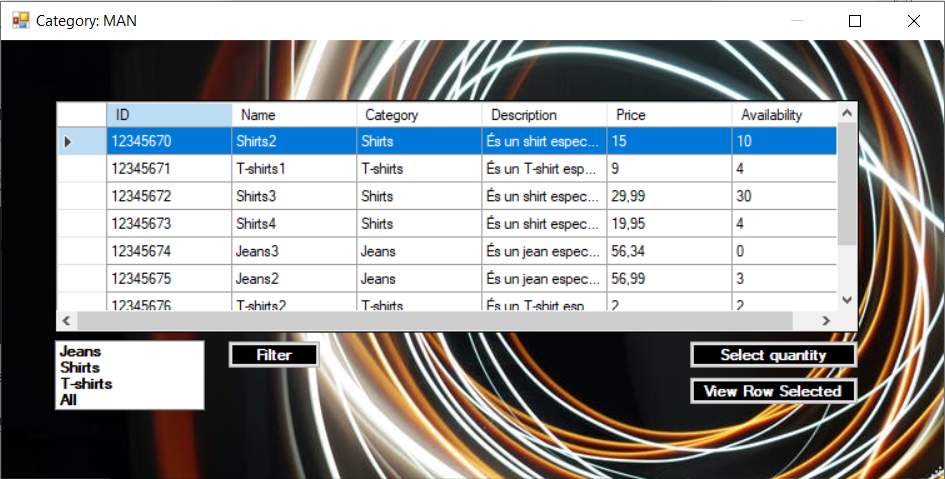 Category: MAN
ID Name Category Description Price Availability
12345670 Shirts2 Shirts És un shirt espec... 15 10
12345671 T-shirts1 T-shirts És un T-shirt esp... 9 4
12345672 Shirts3 Shirts És un shirt espec... 29,99 30
12345673 Shirts4 Shirts És un shirt espec... 19,95 4
12345674 Jeans3 Jeans És un jean espec... 56,34 0
12345675 Jeans2 Jeans És un jean espec... 56,99 3
12345676 T-shirts2 T-shirts És un T-shirt esp 2 2
Jeans
Shirts
T-shirts
All
Filter
Select quantity
View Row Selected